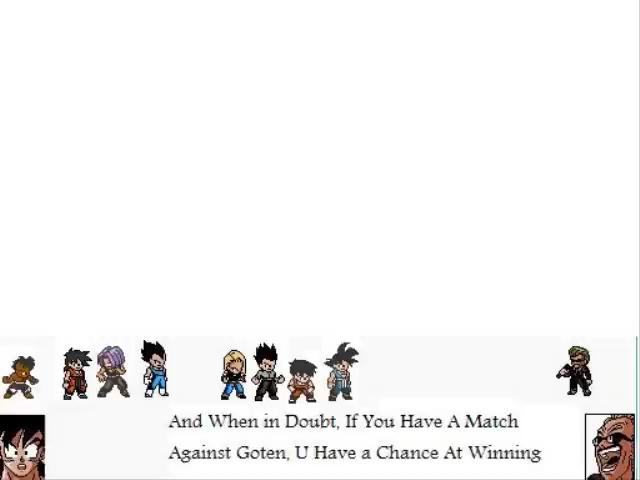 And When in Doubt, If You Have A Match
Against Goten, U Have a Chance At Winning